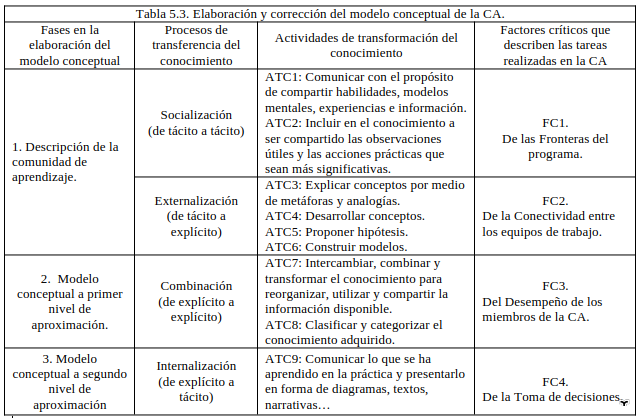 Tabla 5.3. Elaboración y corrección del modelo conceptual de la CA.
Fases en la
elaboración del
modelo conceptual
Procesos de
transferencia del
conocimiento
Actividades de transformación del
conocimiento
Factores críticos que
describen las tareas
realizadas en la CA
1. Descripción de la
comunidad de
aprendizaje.
Socialización
(de tácito a tácito)
ATC1: Comunicar con el propósito
de compartir habilidades, modelos
mentales, experiencias e información.
ATC2: Incluir en el conocimiento a
ser compartido las observaciones
útiles y las acciones prácticas que
sean más significativas.
FC1.
De las Fronteras del
programa.
Externalización
(de tácito a
explícito)
ATC3: Explicar conceptos por medio
de metáforas y analogías.
ATC4: Desarrollar conceptos.
ATC5: Proponer hipótesis.
ATC6: Construir modelos.
FC2.
De la Conectividad entre
los equipos de trabajo.
2. Modelo
conceptual a primer
nivel de
aproximación.
Combinación
(de explícito a
explícito)
ATC7: Intercambiar, combinar y
transformar el conocimiento para
reorganizar, utilizar y compartir la
información disponible.
ATC8: Clasificar y categorizar el
conocimiento adquirido.
FC3.
Del Desempeño de los
miembros de la CA.
3. Modelo
conceptual a segundo
nivel de
aproximación
Internalización
(de explícito a
tácito)
ATC9: Comunicar lo que se ha
aprendido en la práctica y presentarlo
en forma de diagramas, textos,
narrativas…
FC4.
De la Toma de decisiones.